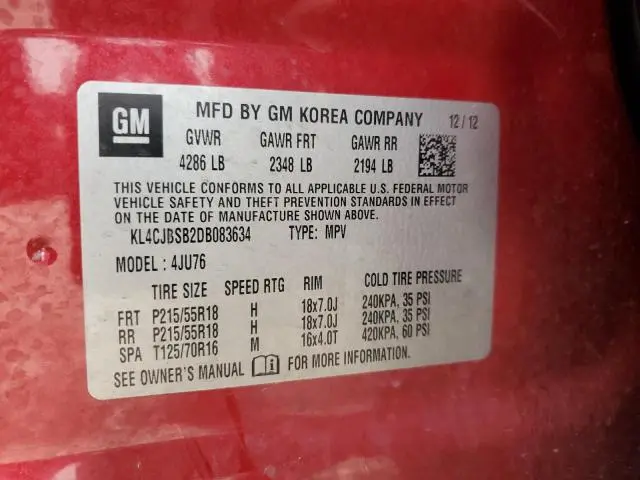 GM MFD BY GM KOREA COMPANY 12/12
GVWR GAWR FRT GAWR RR
4286 LB 2348 LB 2194 LB
THIS VEHICLE CONFORMS TO ALL APPLICABLE U.S. FEDERAL MOTOR
VEHICLE SAFETY AND THEFT PREVENTION STANDARDS IN EFFECT
ON THE DATE OF MANUFACTURE SHOWN ABOVE.
KL4CJBSB2DB083634 TYPE: MPV
MODEL : 4JU76
TIRE SIZE SPEED RTG RIM COLD TIRE PRESSURE
FRT P215/55R18 H 18x7.0J 240KPA, 35 PSI
RR P215/55R18 H 18x7.0J 240KPA, 35 PSI
SPA T125/70R16 M 16x4.0T 420KPA, 60 PSI
SEE OWNER'S MANUAL FOR MORE INFORMATION.